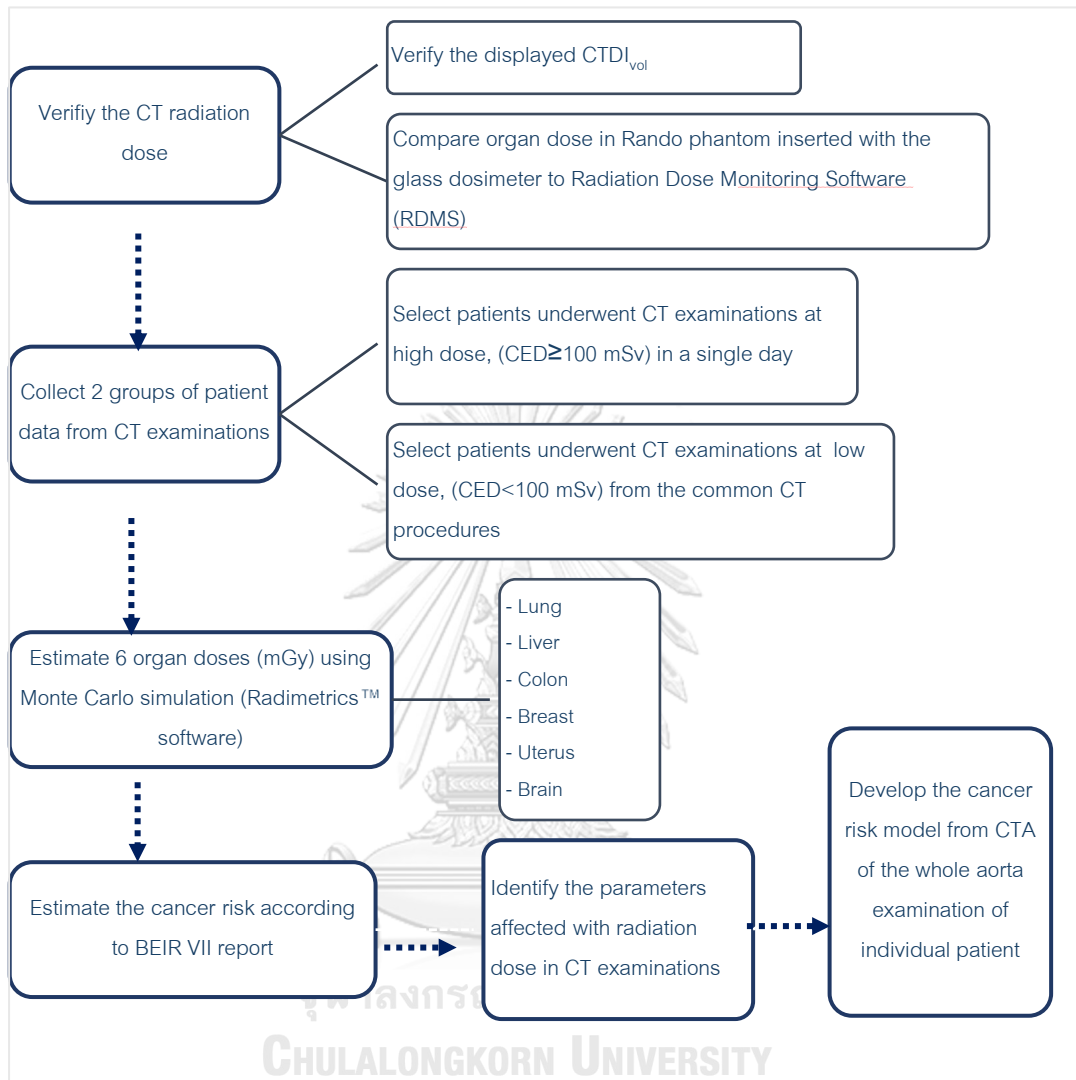 Verifiy the CT radiation
dose
Verify the displayed CTDIvol
Compare organ dose in Rando phantom inserted with the
glass dosimeter to Radiation Dose Monitoring Software
(RDMS)
Collect 2 groups of patient
data from CT examinations
Select patients underwent CT examinations at
high dose, (CED≥100 mSv) in a single day
Select patients underwent CT examinations at low
dose, (CED<100 mSv) from the common CT
procedures
Estimate 6 organ doses (mGy) using
Monte Carlo simulation (Radimetrics™
software)
- Lung
- Liver
- Colon
- Breast
- Uterus
- Brain
Estimate the cancer risk according
to BEIR VII report
Identify the parameters
affected with radiation
dose in CT examinations
Develop the cancer
risk model from CTA
of the whole aorta
examination of
individual patient
CHULALONGKORN UNIVERSITY